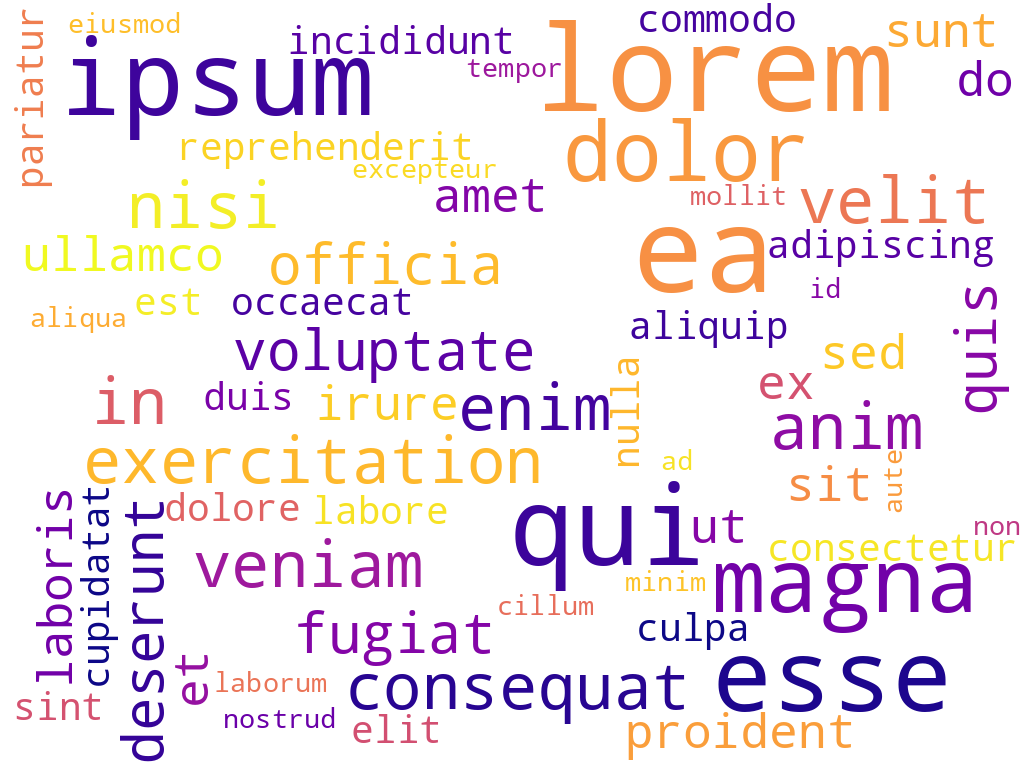 eiusmod
commodo
sunt
incididunt
pariatur
ipsum
tempor
lorem
do
reprehenderit
dolor
excepteur
nisi
amet
mollit
velit
ullamco
officia
ea
adipiscing
est
occaecat
id
aliqua
aliquip
quis
voluptate
sed
in
duis
irure
enim
nulla
ex
anim
exercitation
ad
sit
aute
laboris
cupidatat
deserunt
dolore
labore
qui
ut
non
consectetur
veniam
minim
magna
cillum
fugiat
culpa
et
laborum
consequat
esse
sint
nostrud
elit
proident